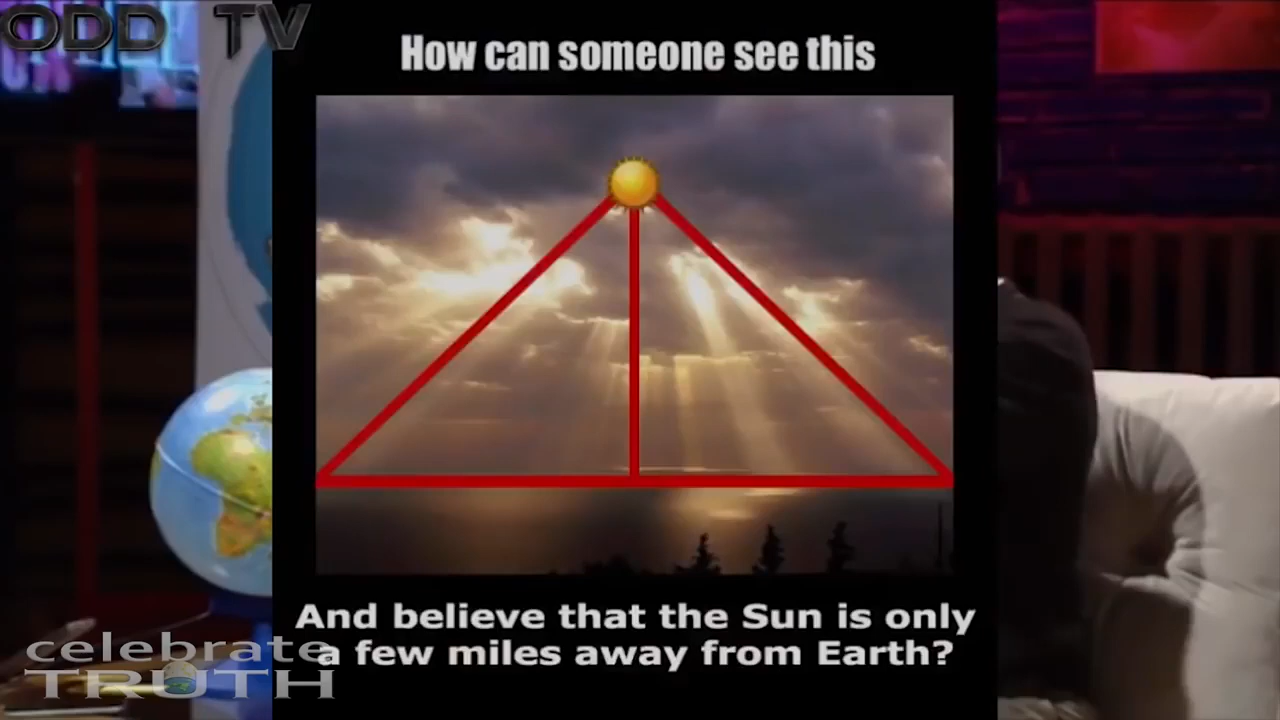 ODD TV
How can someone see this
And believe that the Sun is only
a few miles away from Earth?
celebrate
TRUTH